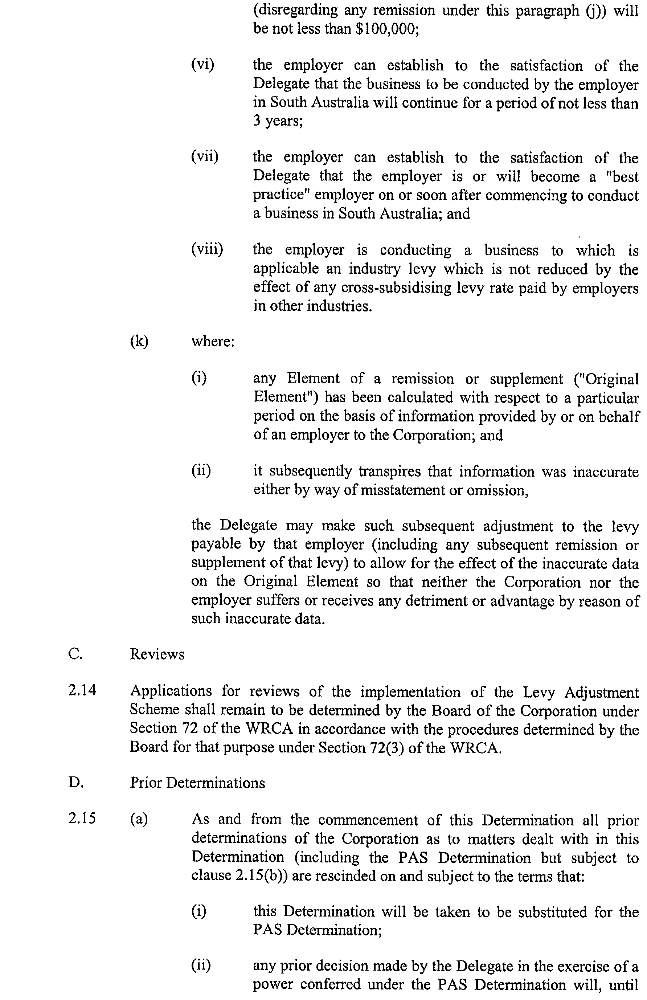 (disregarding any remission under this paragraph (j)) will
be not less than $100,000;
(vi) the employer can establish to the satisfaction of the
Delegate that the business to be conducted by the employer
in South Australia will continue for a period of not less than
3 years;
(vii) the employer can establish to the satisfaction of the
Delegate that the employer is or will become a "best
practice" employer on or soon after commencing to conduct
a business in South Australia; and
(viii) the employer is conducting a business to which is
applicable an industry levy which is not reduced by the
effect of any cross-subsidising levy rate paid by employers
in other industries.
(k) where:
(i) any Element of a remission or supplement ("Original
Element") has been calculated with respect to a particular
period on the basis of information provided by or on behalf
of an employer to the Corporation; and
(ii) it subsequently transpires that information was inaccurate
either by way of misstatement or omission,
the Delegate may make such subsequent adjustment to the levy
payable by that employer (including any subsequent remission or
supplement of that levy) to allow for the effect of the inaccurate data
on the Original Element so that neither the Corporation nor the
employer suffers or receives any detriment or advantage by reason of
such inaccurate data.
C. Reviews
2.14 Applications for reviews of the implementation of the Levy Adjustment
Scheme shall remain to be determined by the Board of the Corporation under
Section 72 of the WRCA in accordance with the procedures determined by the
Board for that purpose under Section 72(3) of the WRCA.
D. Prior Determinations
2.15 (a) As and from the commencement of this Determination all prior
determinations of the Corporation as to matters dealt with in this
Determination (including the PAS Determination but subject to
clause 2.15(b)) are rescinded on and subject to the terms that:
(i) this Determination will be taken to be substituted for the
PAS Determination;
(ii) any prior decision made by the Delegate in the exercise of a
power conferred under the PAS Determination will, until